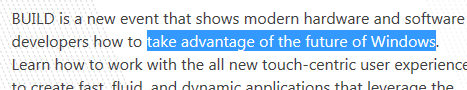 BUILD is a new event that shows modern hardware and software
developers how to take advantage of the future of Windows.
Learn how to work with the all new touch-centric user experience
to create fast, fluid, and dynamic applications that leverage the